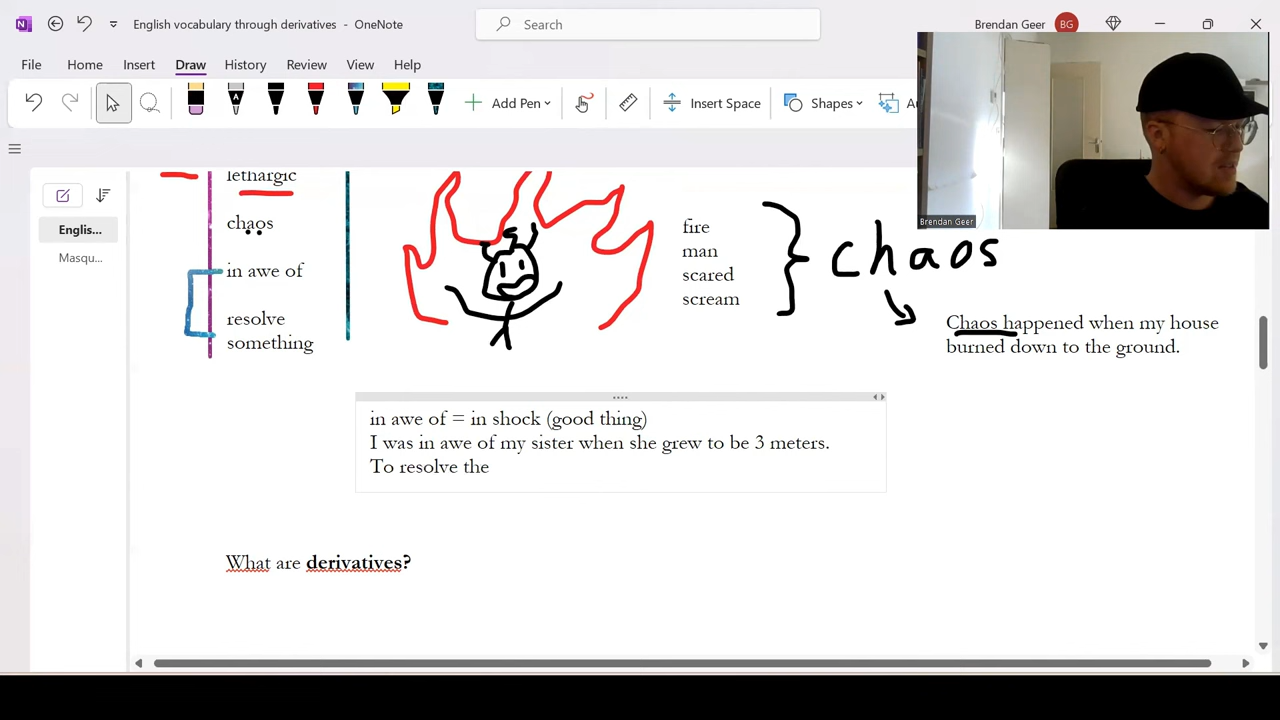 English vocabulary through derivatives - OneNote
Search
Brendan Geer
BG
File Home Insert Draw History Review View Help
Add Pen
Insert Space
Shapes
Brendan Geer
Englis...
Masqu...
lethargic
chaos
in awe of
resolve
something
fire
man
scared
scream
chaos
Chaos happened when my house
burned down to the ground.
in awe of = in shock (good thing)
I was in awe of my sister when she grew to be 3 meters.
To resolve the
What are derivatives?